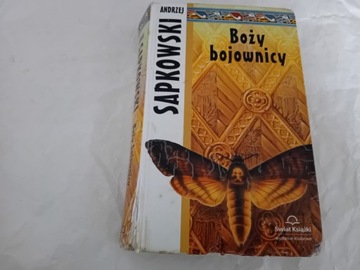 ANDRZEJ
SAPKOWSKI
Boży
bojownicy
Świat Książki